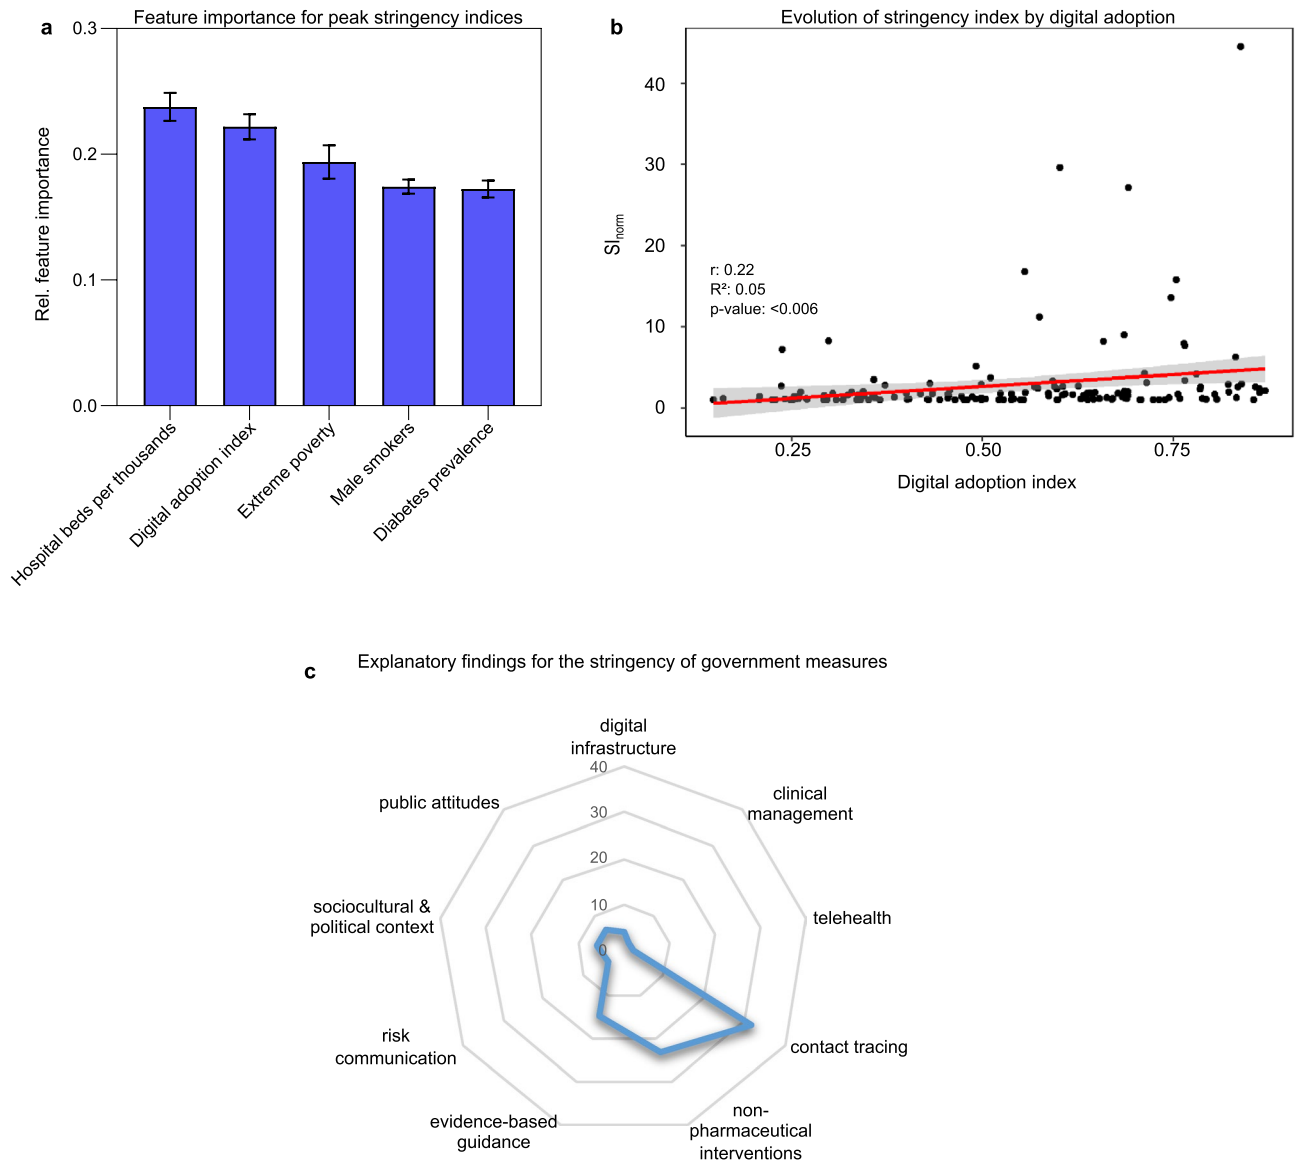 a
Feature importance for peak stringency indices
Rel. feature importance
0.3
0.2
0.1
0.0
Hospital beds per thousands
Digital adoption index
Extreme poverty
Male smokers
Diabetes prevalence
b
Evolution of stringency index by digital adoption
SInorm
40
30
20
10
0
r: 0.22
R²: 0.05
p-value: <0.006
0.25
0.50
0.75
Digital adoption index
c
Explanatory findings for the stringency of government measures
digital
infrastructure
40
30
20
10
0
clinical
management
telehealth
contact tracing
non-
pharmaceutical
interventions
evidence-based
guidance
risk
communication
sociocultural &
political context
public attitudes